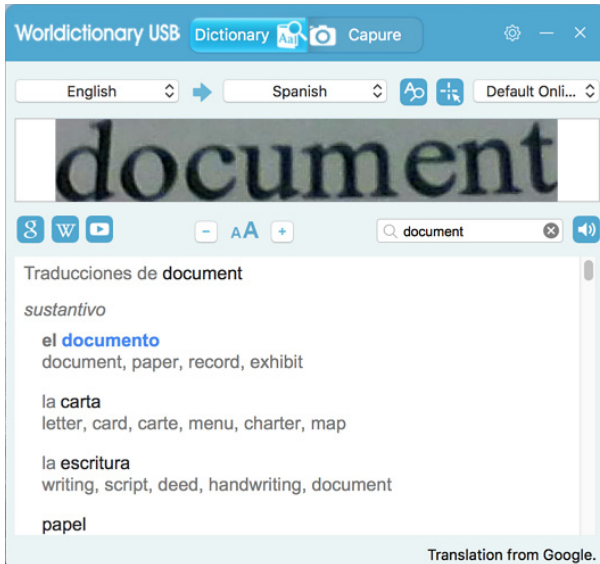 Worldictionary USB Dictionary Aa Capure
English Spanish Default Onli...
document
8 W
- AA + document
Traducciones de document
sustantivo
el documento
document, paper, record, exhibit
la carta
letter, card, carte, menu, charter, map
la escritura
writing, script, deed, handwriting, document
papel
Translation from Google.